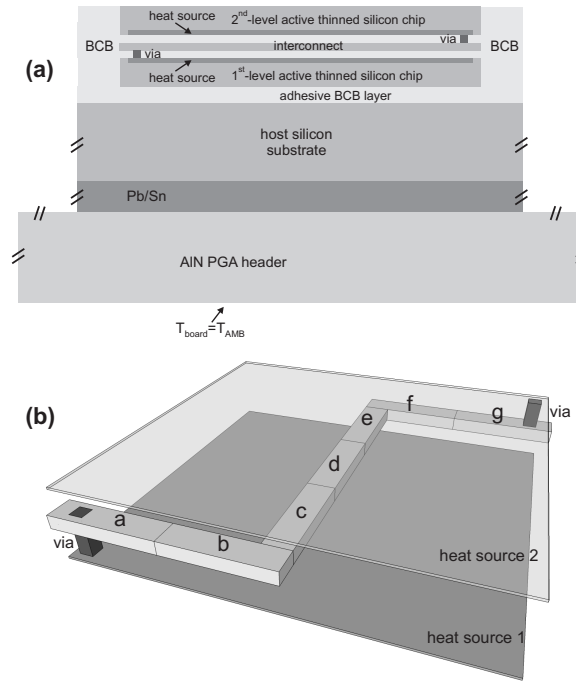 heat source
2nd-level active thinned silicon chip
BCB
via
BCB
interconnect
via
(a)
heat source
1st-level active thinned silicon chip
adhesive BCB layer
host silicon
substrate
Pb/Sn
AlN PGA header
Tboard=TAMB
(b)
f
g
e
via
d
c
a
b
via
heat source 2
heat source 1